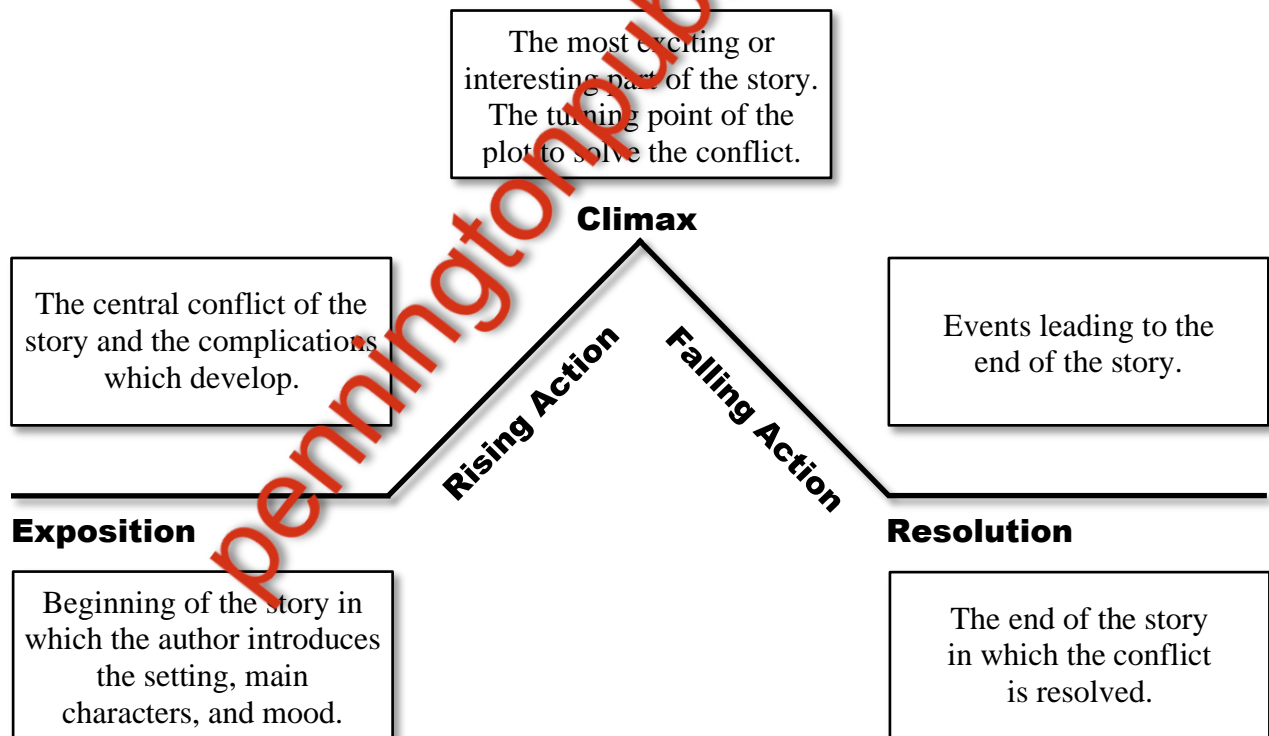 The most exciting or
interesting part of the story.
The turning point of the
plot to solve the conflict.
Climax
The central conflict of the
story and the complications
which develop.
Rising Action
Falling Action
Events leading to the
end of the story.
Exposition
Beginning of the story in
which the author introduces
the setting, main
characters, and mood.
Resolution
The end of the story
in which the conflict
is resolved.
penningtonpub